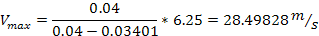 V_max = 0.04 / (0.04 − 0.03401) * 6.25 = 28.49828 m/s